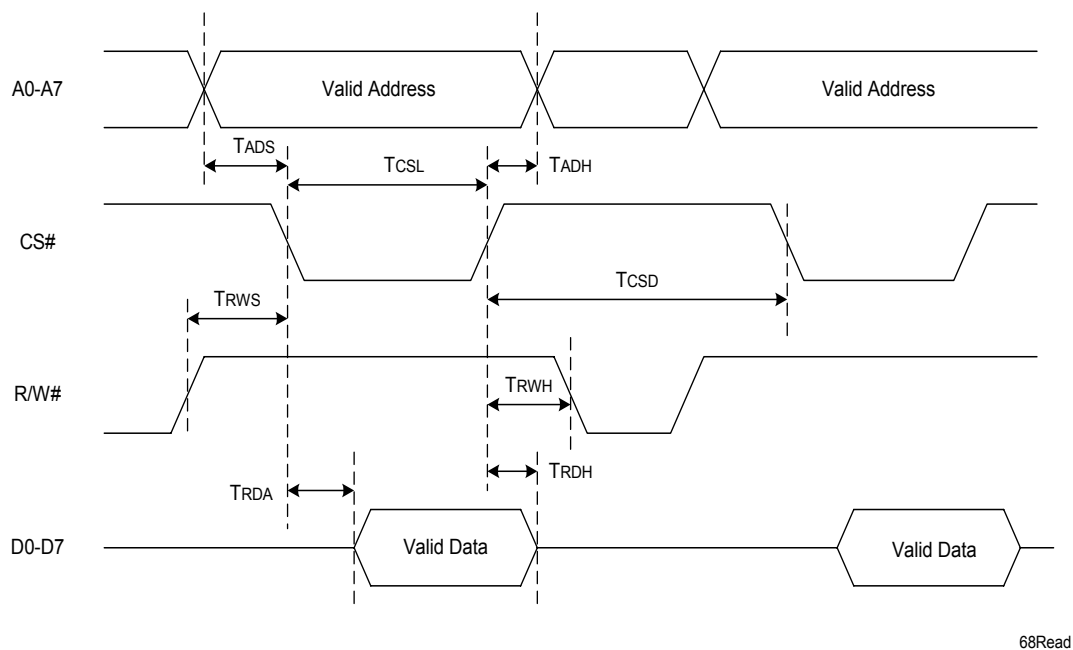 A0-A7
Valid Address
Valid Address
TADS
TCSL
TADH
CS#
TRWS
TCSD
R/W#
TRWH
TRDA
TRDH
D0-D7
Valid Data
Valid Data
68Read